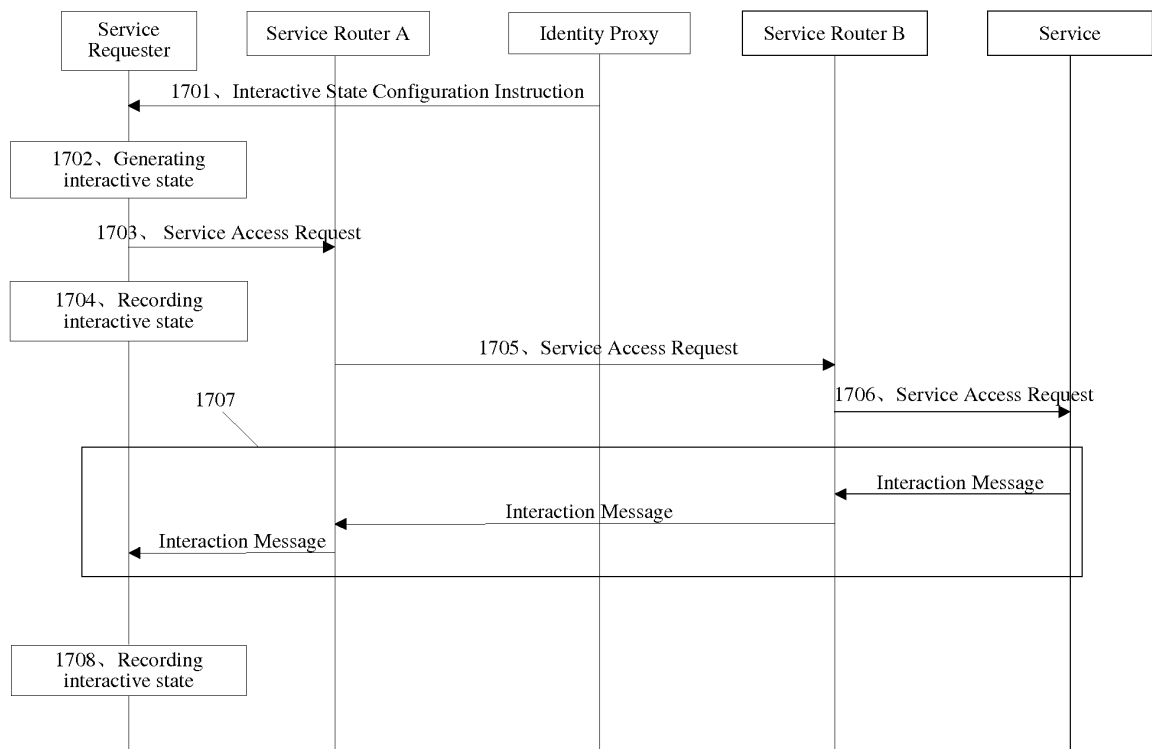 Service
Requester
Service Router A
Identity Proxy
Service Router B
Service
1701、Interactive State Configuration Instruction
1702、Generating
interactive state
1703、 Service Access Request
1704、Recording
interactive state
1705、Service Access Request
1706、Service Access Request
1707
Interaction Message
Interaction Message
Interaction Message
1708、Recording
interactive state